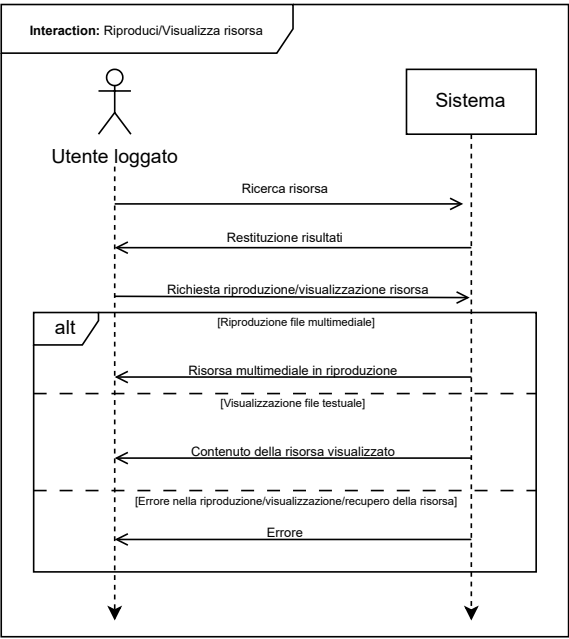 Interaction: Riproduci/Visualizza risorsa
Sistema
Utente loggato
Ricerca risorsa
Restituzione risultati
Richiesta riproduzione/visualizzazione risorsa
alt
[Riproduzione file multimediale]
Risorsa multimediale in riproduzione
[Visualizzazione file testuale]
Contenuto della risorsa visualizzato
[Errore nella riproduzione/visualizzazione/recupero della risorsa]
Errore